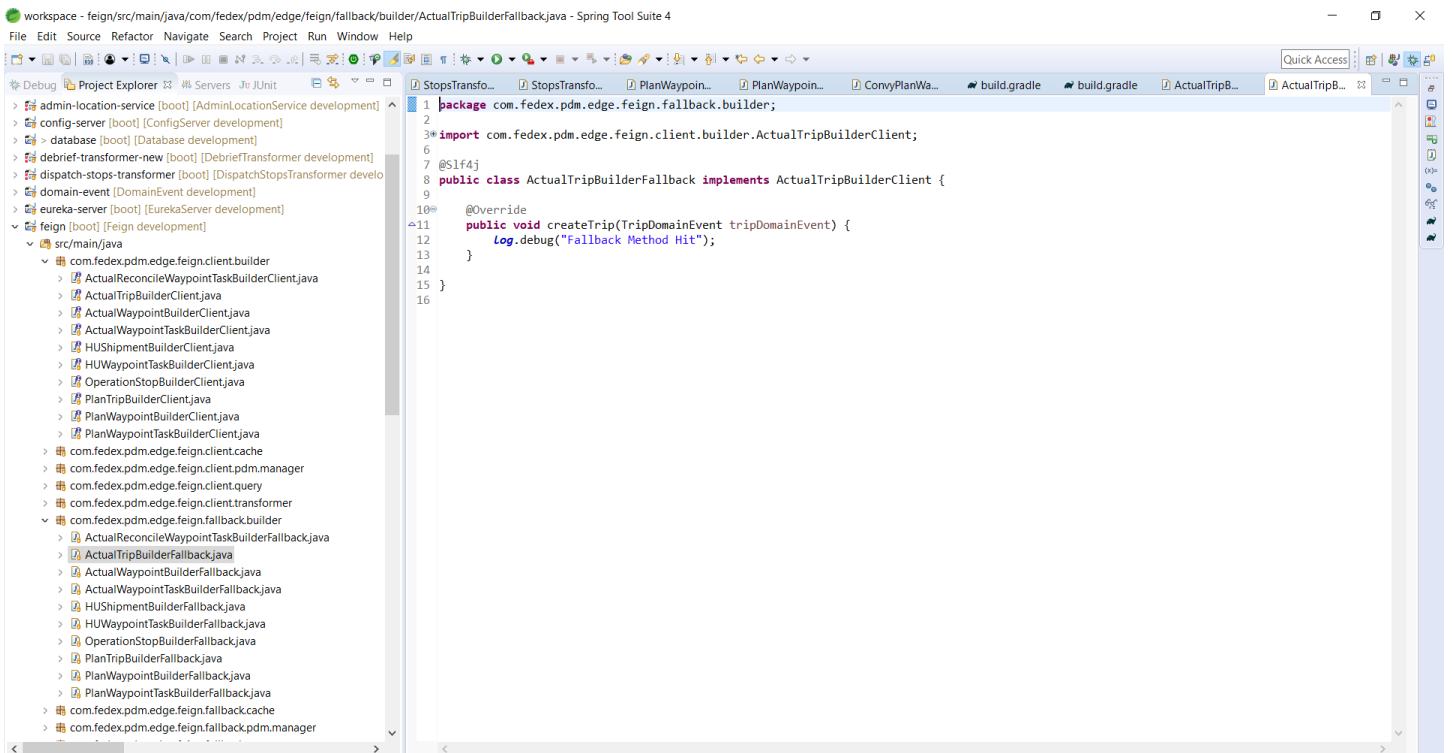 workspace - feign/src/main/java/com/fedex/pdm/edge/feign/fallback/builder/ActualTripBuilderFallback.java - Spring Tool Suite 4
File Edit Source Refactor Navigate Search Project Run Window Help
Quick Access
Debug Project Explorer Servers JUnit
StopsTransfo... StopsTransfo... PlanWaypoin... PlanWaypoin... ConvyPlanWa... build.gradle build.gradle ActualTripB... ActualTripB...
admin-location-service [boot] [AdminLocationService development]
config-server [boot] [ConfigServer development]
> database [boot] [Database development]
debrief-transformer-new [boot] [DebriefTransformer development]
dispatch-stops-transformer [boot] [DispatchStopsTransformer develo
domain-event [DomainEvent development]
eureka-server [boot] [EurekaServer development]
feign [boot] [Feign development]
src/main/java
com.fedex.pdm.edge.feign.client.builder
ActualReconcileWaypointTaskBuilderClient.java
ActualTripBuilderClient.java
ActualWaypointBuilderClient.java
ActualWaypointTaskBuilderClient.java
HUShipmentBuilderClient.java
HUWaypointTaskBuilderClient.java
OperationStopBuilderClient.java
PlanTripBuilderClient.java
PlanWaypointBuilderClient.java
PlanWaypointTaskBuilderClient.java
com.fedex.pdm.edge.feign.client.cache
com.fedex.pdm.edge.feign.client.pdm.manager
com.fedex.pdm.edge.feign.client.query
com.fedex.pdm.edge.feign.client.transformer
com.fedex.pdm.edge.feign.fallback.builder
ActualReconcileWaypointTaskBuilderFallback.java
ActualTripBuilderFallback.java
ActualWaypointBuilderFallback.java
ActualWaypointTaskBuilderFallback.java
HUShipmentBuilderFallback.java
HUWaypointTaskBuilderFallback.java
OperationStopBuilderFallback.java
PlanTripBuilderFallback.java
PlanWaypointBuilderFallback.java
PlanWaypointTaskBuilderFallback.java
com.fedex.pdm.edge.feign.fallback.cache
com.fedex.pdm.edge.feign.fallback.pdm.manager
1 package com.fedex.pdm.edge.feign.fallback.builder;
2
3 import com.fedex.pdm.edge.feign.client.builder.ActualTripBuilderClient;
6
7 @Slf4j
8 public class ActualTripBuilderFallback implements ActualTripBuilderClient {
9
10 @Override
11 public void createTrip(TripDomainEvent tripDomainEvent) {
12 log.debug("Fallback Method Hit");
13 }
14
15 }
16